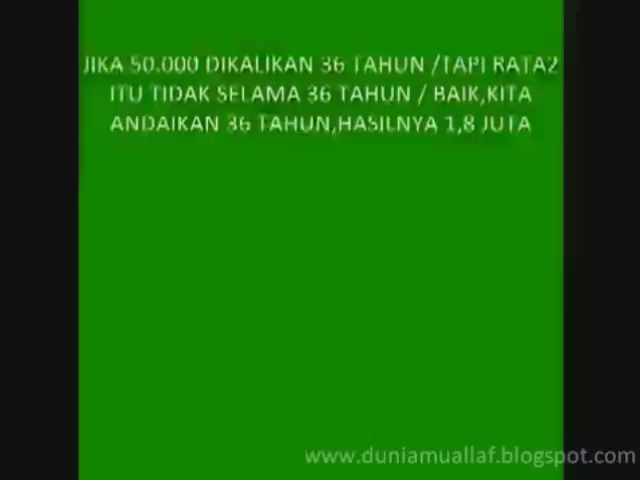 JIKA 50.000 DIKALIKAN 36 TAHUN /TAPI RATA2
ITU TIDAK SELAMA 36 TAHUN / BAIK,KITA
ANDAIKAN 36 TAHUN,HASILNYA 1,8 JUTA
www.duniamuallaf.blogspot.com